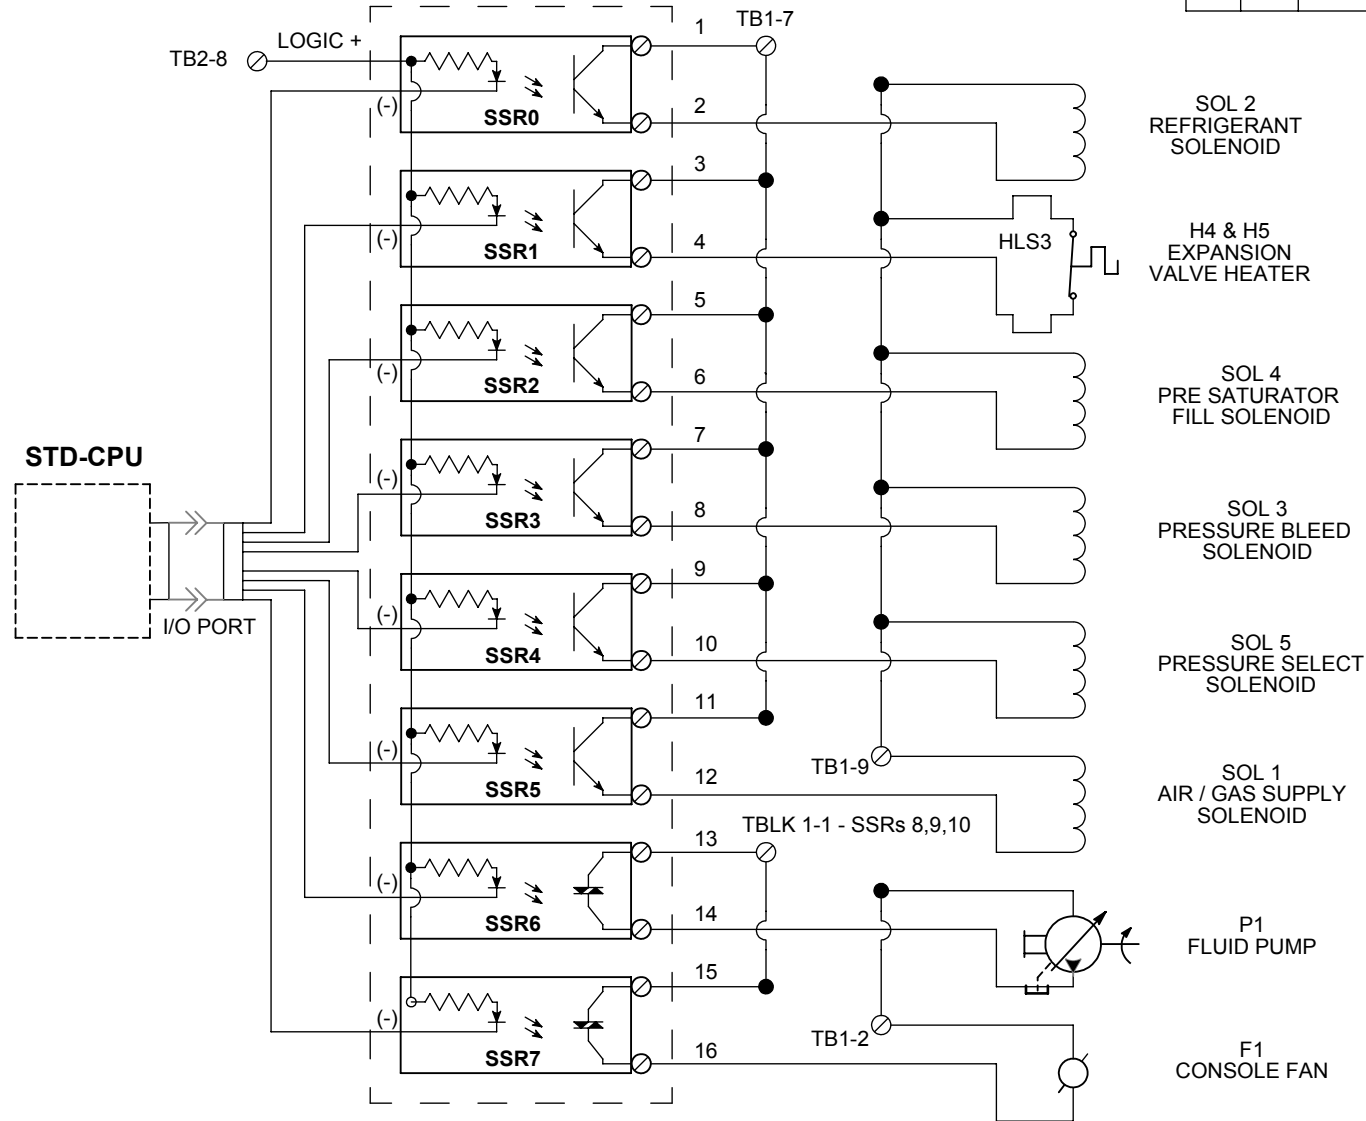 TB2-8
LOGIC +
1
TB1-7
(-)
SSR0
2
SOL 2
REFRIGERANT
SOLENOID
3
(-)
SSR1
4
HLS3
H4 & H5
EXPANSION
VALVE HEATER
5
(-)
SSR2
6
SOL 4
PRE SATURATOR
FILL SOLENOID
STD-CPU
I/O PORT
7
(-)
SSR3
8
SOL 3
PRESSURE BLEED
SOLENOID
9
(-)
SSR4
10
SOL 5
PRESSURE SELECT
SOLENOID
11
(-)
SSR5
12
TB1-9
SOL 1
AIR / GAS SUPPLY
SOLENOID
13
TBLK 1-1 - SSRs 8,9,10
(-)
SSR6
14
P1
FLUID PUMP
15
(-)
SSR7
16
TB1-2
F1
CONSOLE FAN